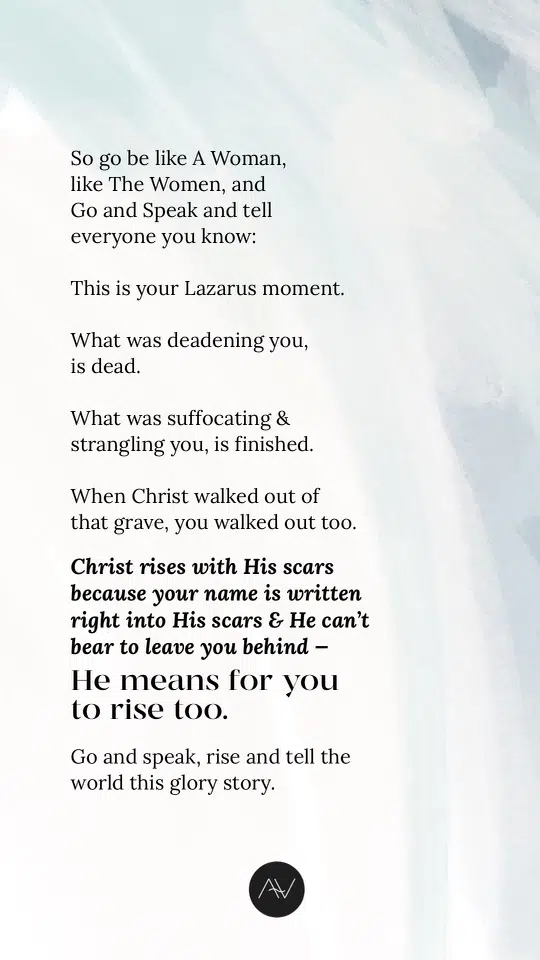 So go be like A Woman,
like The Women, and
Go and Speak and tell
everyone you know:
This is your Lazarus moment.
What was deadening you,
is dead.
What was suffocating &
strangling you, is finished.
When Christ walked out of
that grave, you walked out too.
Christ rises with His scars
because your name is written
right into His scars & He can’t
bear to leave you behind —
He means for you
to rise too.
Go and speak, rise and tell the
world this glory story.
AV